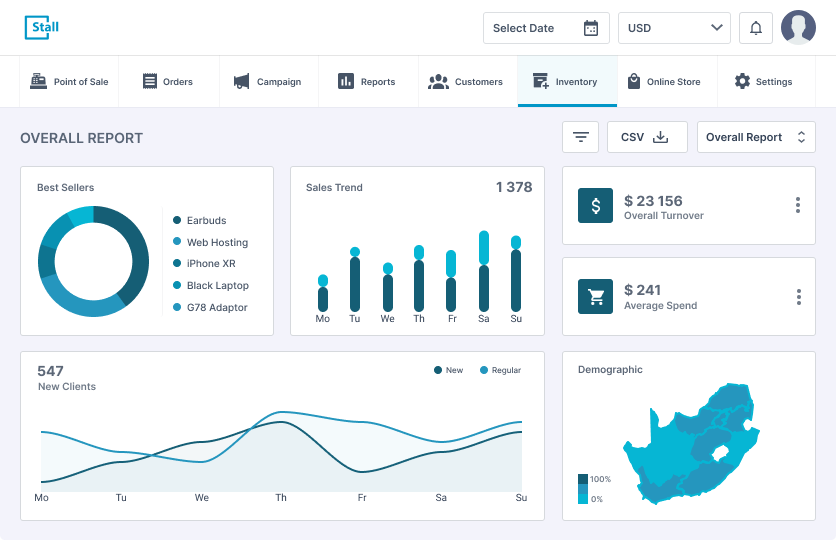 Stall
Select Date
USD
Point of Sale
Orders
Campaign
Reports
Customers
Inventory
Online Store
Settings
OVERALL REPORT
CSV
Overall Report
Best Sellers
Earbuds
Web Hosting
iPhone XR
Black Laptop
G78 Adaptor
Sales Trend
1 378
Mo Tu We Th Fr Sa Su
$
$ 23 156
Overall Turnover
$ 241
Average Spend
547
New Clients
New
Regular
Mo Tu We Th Fr Sa Su
Demographic
100%
0%